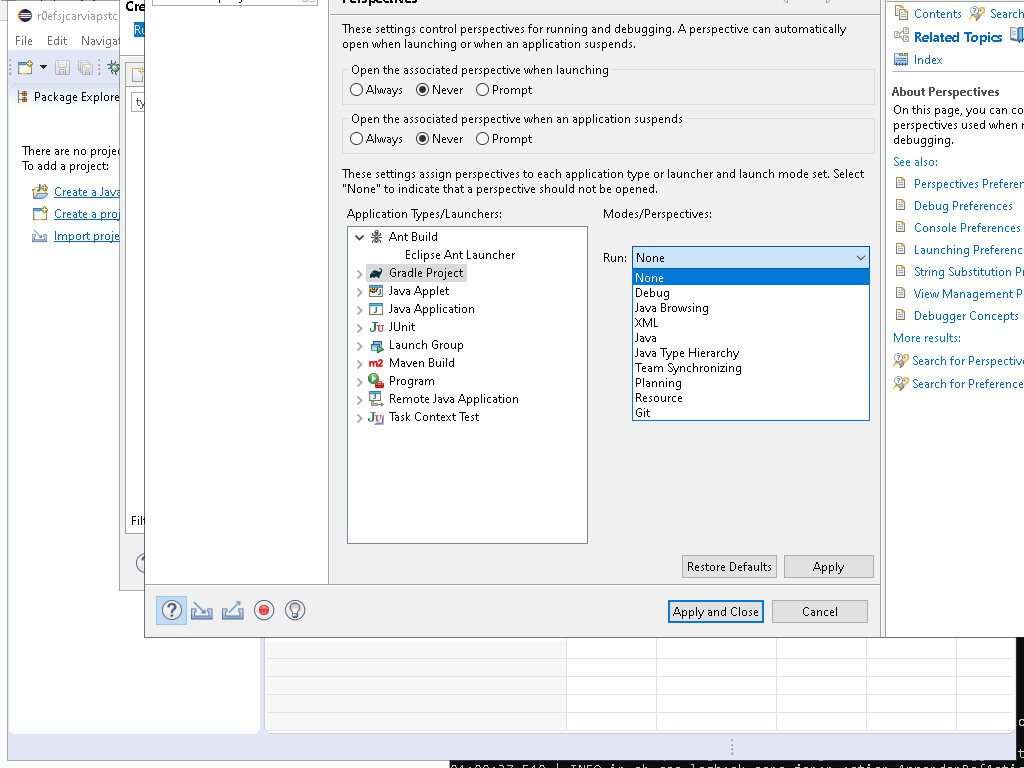 r0efsjcarviapstc
File
Edit
Package Explore
There are no proje
To add a project:
Create a Java
Create a proj
Import proje
Perspectives
These settings control perspectives for running and debugging. A perspective can automatically
open when launching or when an application suspends.
Open the associated perspective when launching
Always
Never
Prompt
Open the associated perspective when an application suspends
Always
Never
Prompt
These settings assign perspectives to each application type or launcher and launch mode set. Select
"None" to indicate that a perspective should not be opened.
Application Types/Launchers:
Modes/Perspectives:
Ant Build
Eclipse Ant Launcher
Gradle Project
Java Applet
Java Application
JUnit
Launch Group
Maven Build
Program
Remote Java Application
Task Context Test
Run:
None
None
Debug
Java Browsing
XML
Java
Java Type Hierarchy
Team Synchronizing
Planning
Resource
Git
Restore Defaults
Apply
Apply and Close
Cancel
Contents
Search
Related Topics
Index
About Perspectives
On this page, you can co
perspectives used when r
debugging.
See also:
Perspectives Preferen
Debug Preferences
Console Preferences
Launching Preferenc
String Substitution Pr
View Management P
Debugger Concepts
More results:
Search for Perspective
Search for Preference